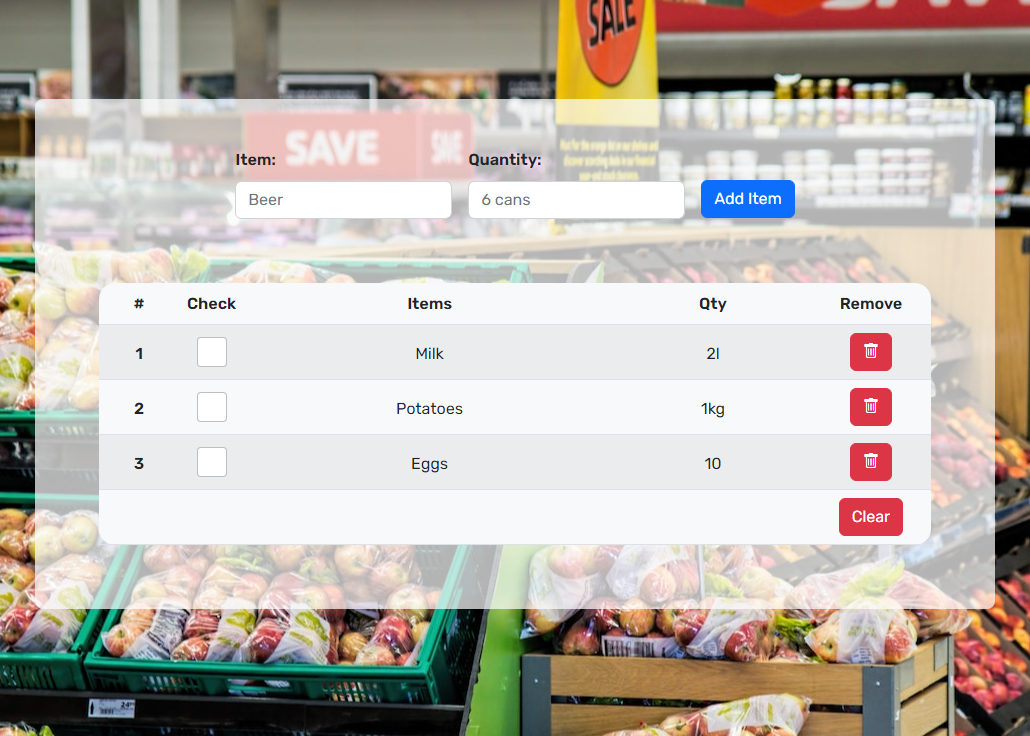 SALE
SAVE SAVE
Item: Quantity:
Beer 6 cans Add Item
# Check Items Qty Remove
1 Milk 2l
2 Potatoes 1kg
3 Eggs 10
Clear